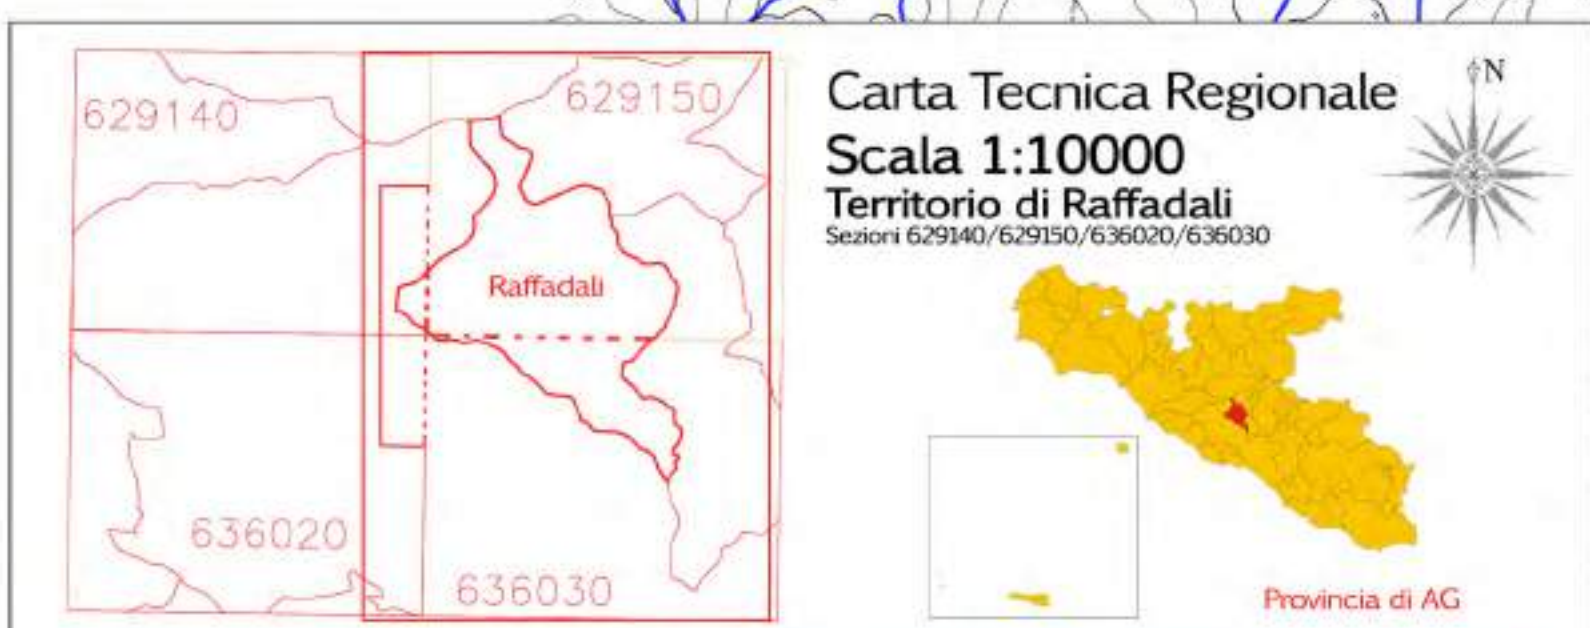 629140
629150
Raffadali
636020
636030
Carta Tecnica Regionale
Scala 1:10000
Territorio di Raffadali
Sezioni 629140/629150/636020/636030
N
Provincia di AG